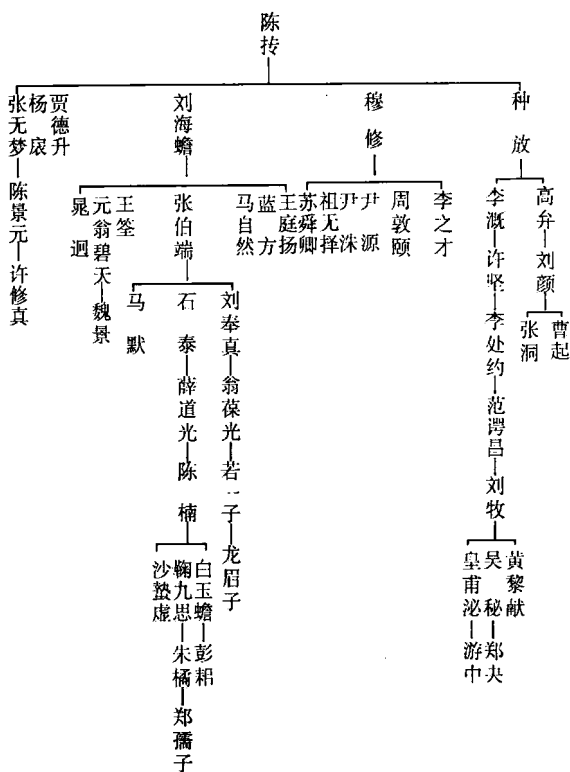 陈抟
种放
穆修
刘海蟾
贾德升
张无梦
陈景元
许修真
高弁
刘颜
曹起
张洞
李溉
许坚
李处约
范谔昌
刘牧
黄黎献
吴秘
郑夬
皇甫泌
游中
李之才
周敦颐
尹源
尹洙
祖无择
苏舜卿
王庭扬
蓝方
马自然
张伯端
王筌
元翁碧天
魏景
晁迥
刘奉真
翁葆光
若一子
龙眉子
石泰
薛道光
陈楠
马默
白玉蟾
彭耜
鞠九思
朱橘
郑孺子
沙蛰虚